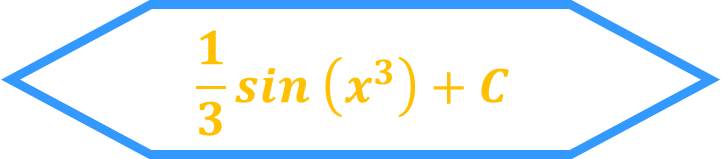 1/3 sin (x³) + C